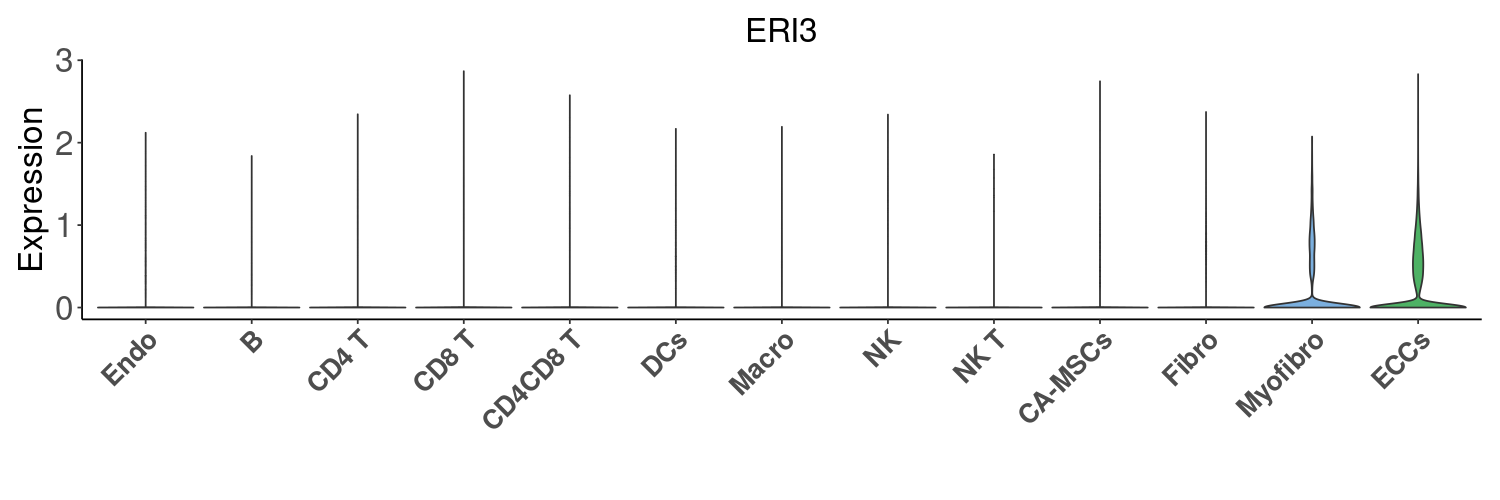 ERI3
Expression
3
2
1
0
Endo
B
CD4 T
CD8 T
CD4CD8 T
DCs
Macro
NK
NK T
CA-MSCs
Fibro
Myofibro
ECCs